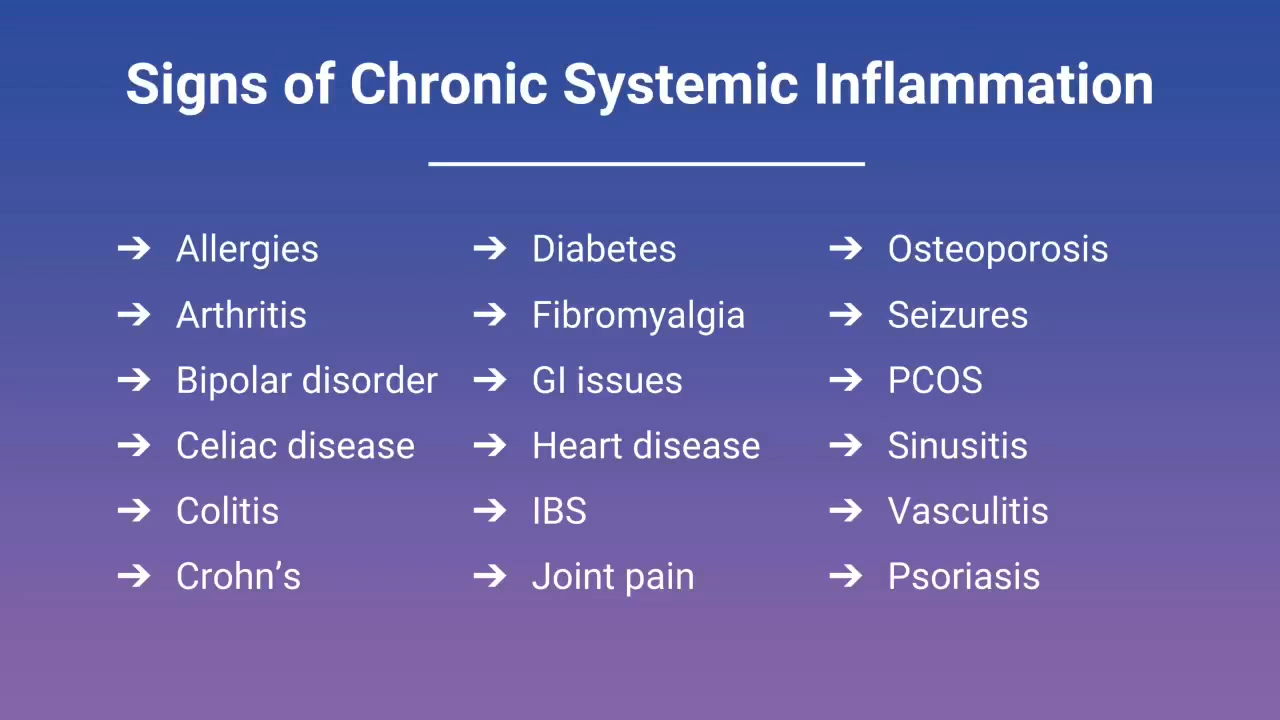 Signs of Chronic Systemic Inflammation
➔ Allergies
➔ Arthritis
➔ Bipolar disorder
➔ Celiac disease
➔ Colitis
➔ Crohn’s
➔ Diabetes
➔ Fibromyalgia
➔ GI issues
➔ Heart disease
➔ IBS
➔ Joint pain
➔ Osteoporosis
➔ Seizures
➔ PCOS
➔ Sinusitis
➔ Vasculitis
➔ Psoriasis